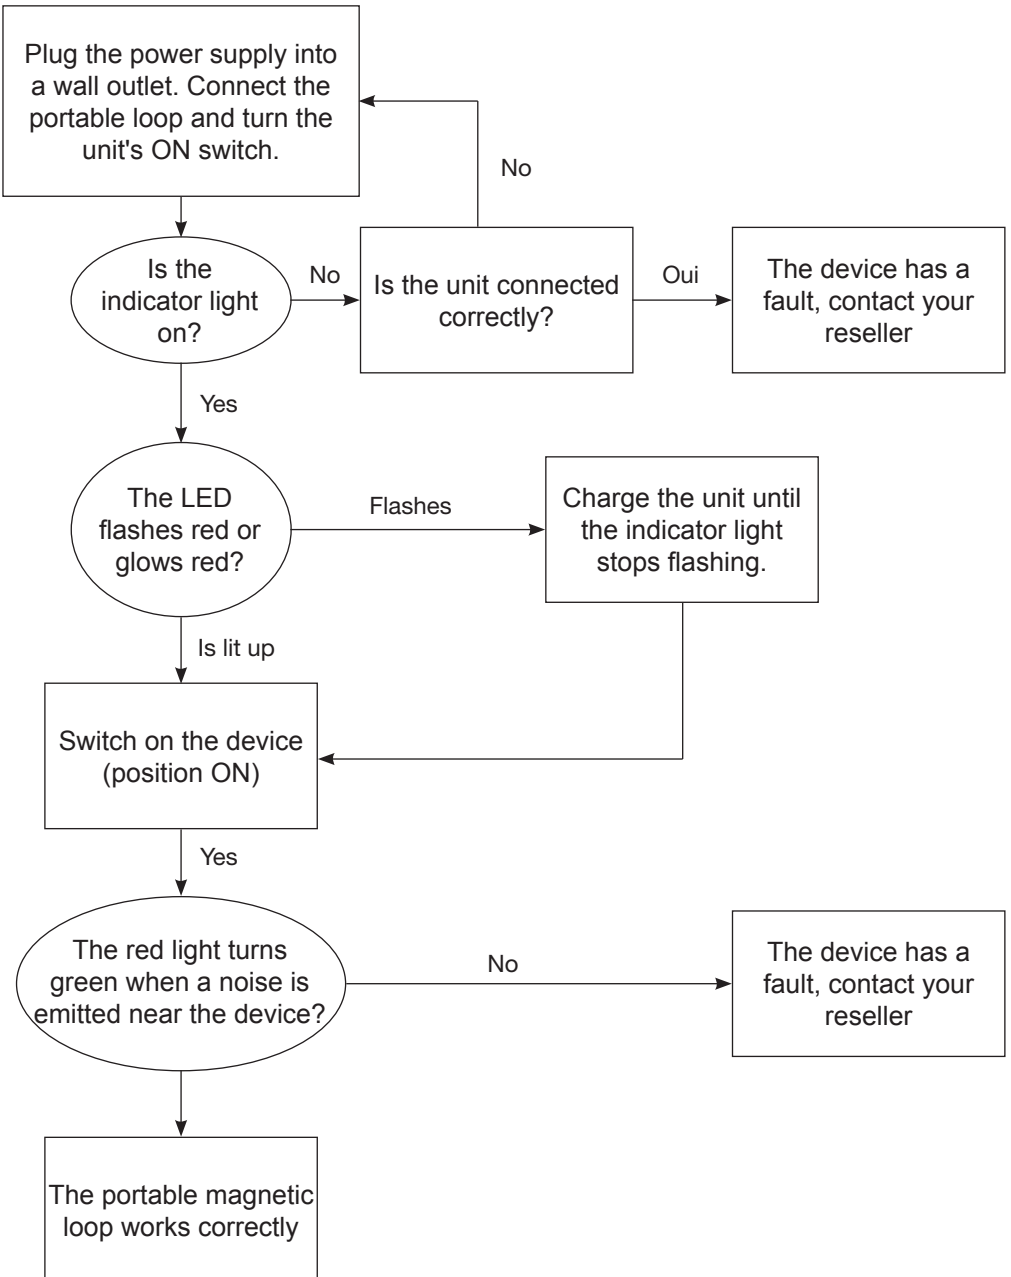 Plug the power supply into
a wall outlet. Connect the
portable loop and turn the
unit's ON switch.
No
Is the
indicator light
on?
No
Is the unit connected
correctly?
Oui
The device has a
fault, contact your
reseller
Yes
The LED
flashes red or
glows red?
Flashes
Charge the unit until
the indicator light
stops flashing.
Is lit up
Switch on the device
(position ON)
Yes
The red light turns
green when a noise is
emitted near the device?
No
The device has a
fault, contact your
reseller
The portable magnetic
loop works correctly